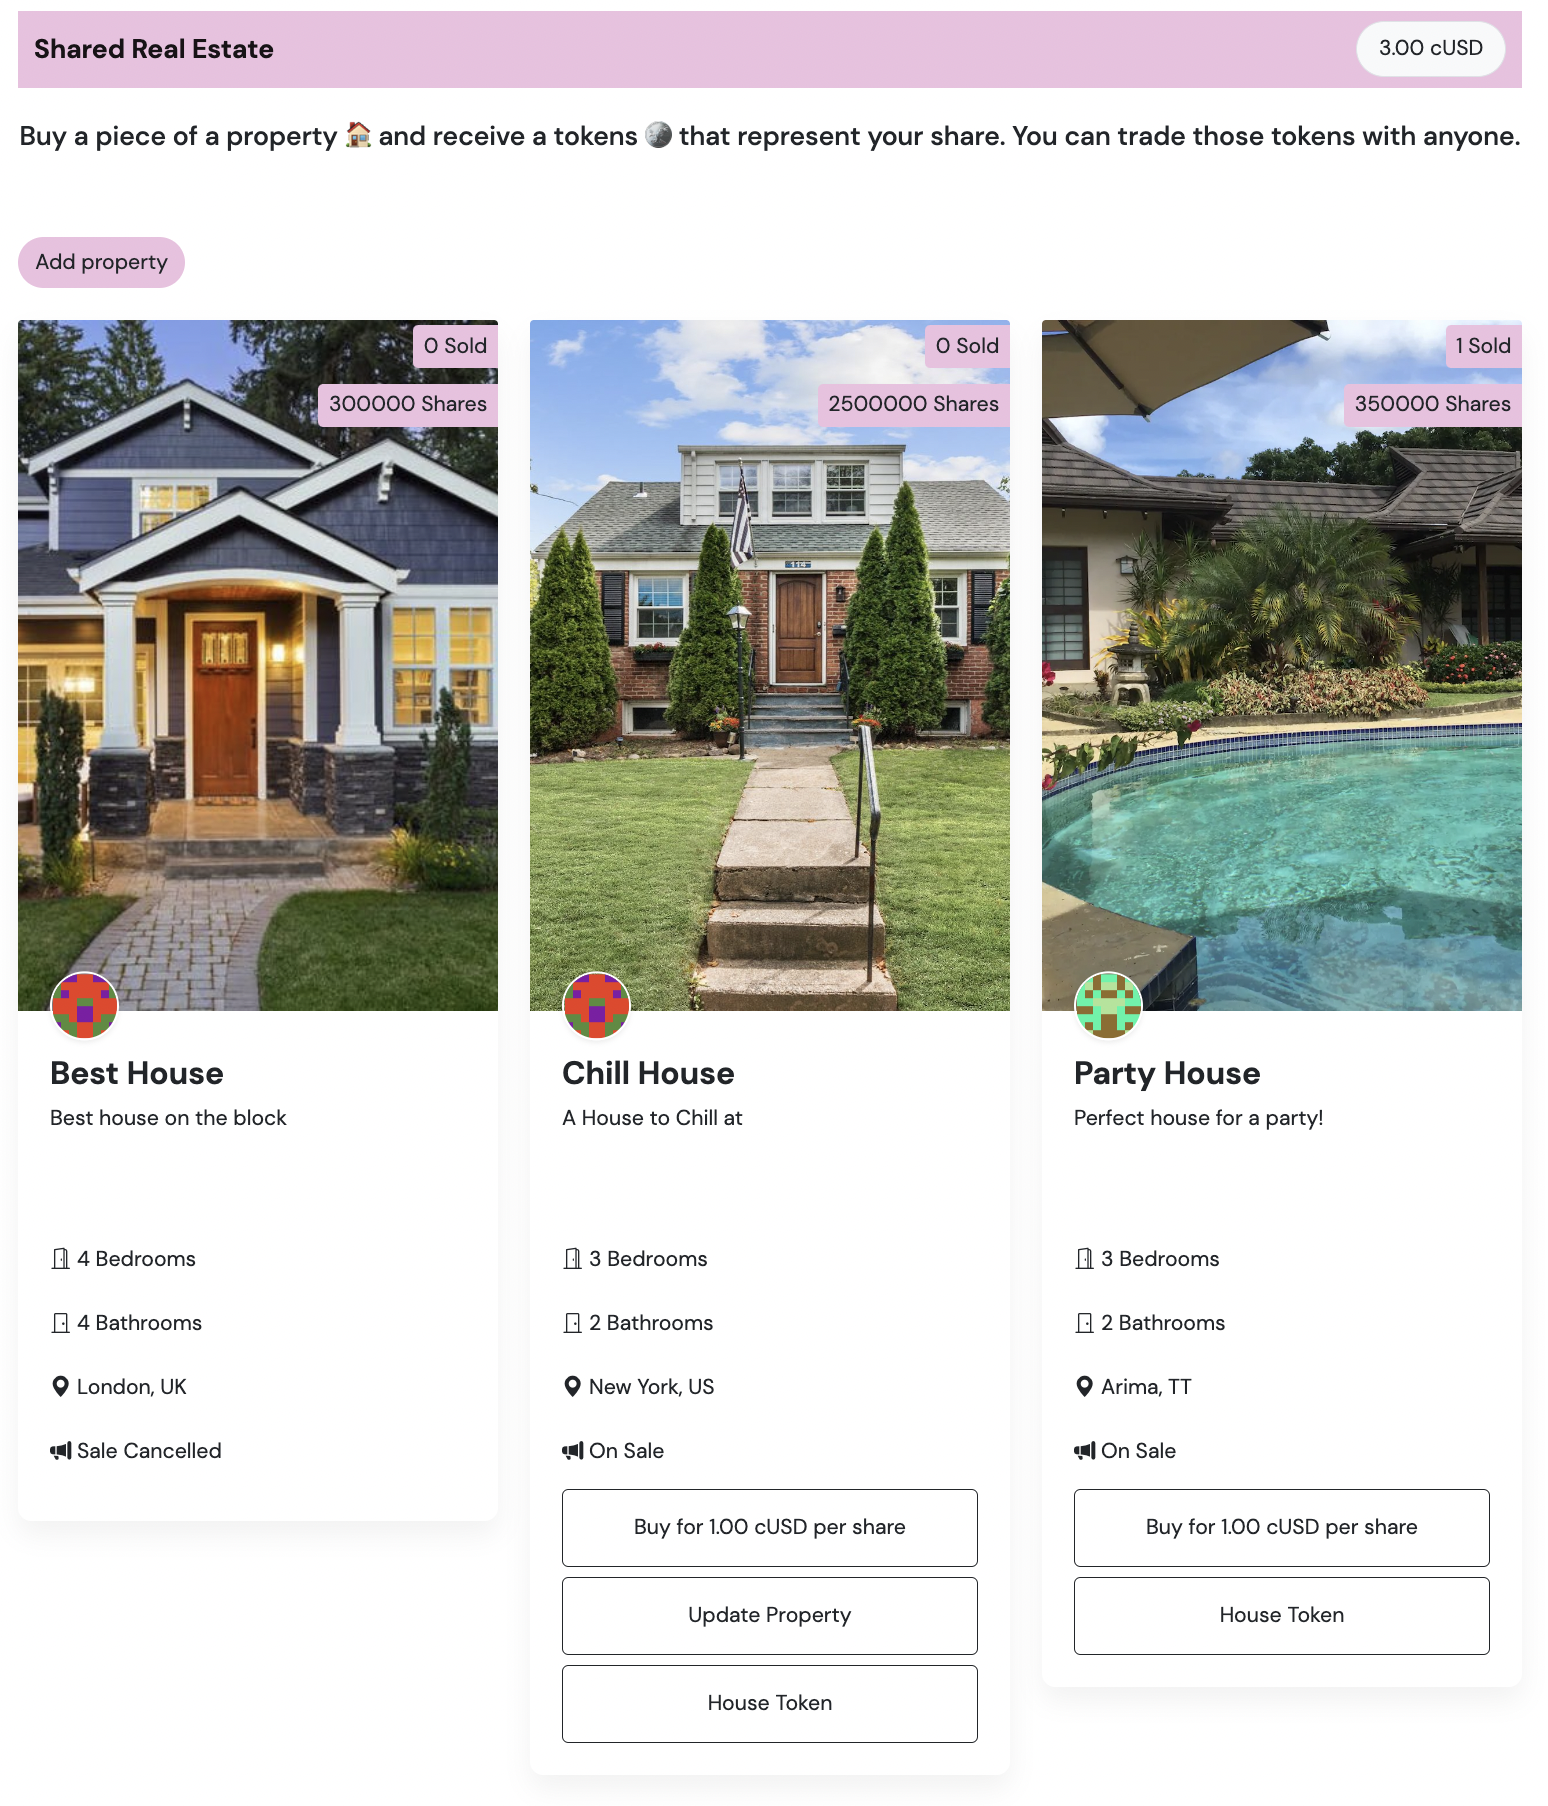 Shared Real Estate
3.00 cUSD
Buy a piece of a property 🏠 and receive a tokens 🌑 that represent your share. You can trade those tokens with anyone.
Add property
0 Sold
300000 Shares
Best House
Best house on the block
4 Bedrooms
4 Bathrooms
London, UK
Sale Cancelled
0 Sold
2500000 Shares
114
Chill House
A House to Chill at
3 Bedrooms
2 Bathrooms
New York, US
On Sale
Buy for 1.00 cUSD per share
Update Property
House Token
1 Sold
350000 Shares
Party House
Perfect house for a party!
3 Bedrooms
2 Bathrooms
Arima, TT
On Sale
Buy for 1.00 cUSD per share
House Token